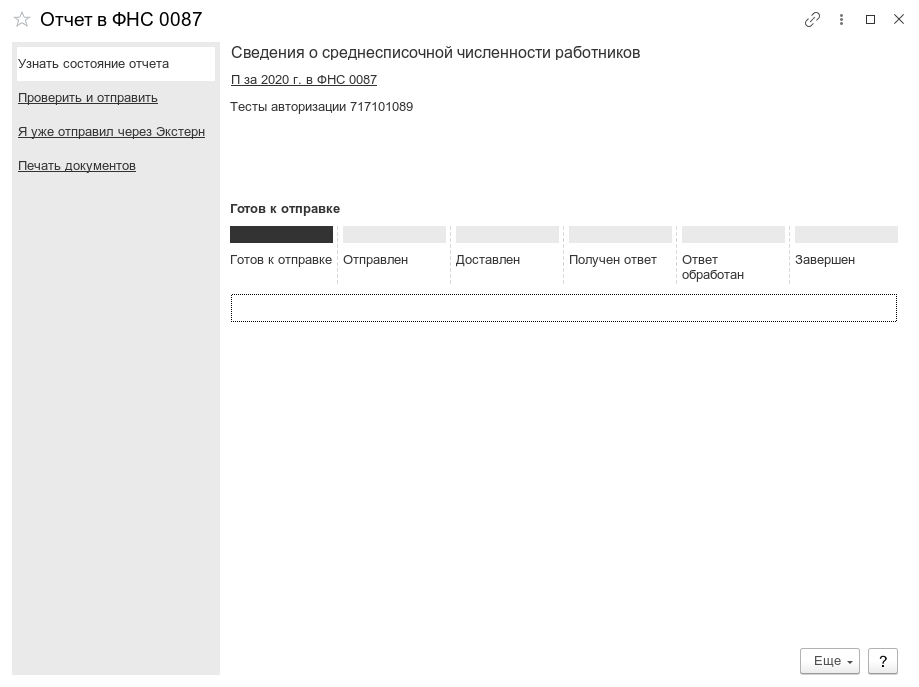 Отчет в ФНС 0087
Узнать состояние отчета
Проверить и отправить
Я уже отправил через Экстерн
Печать документов
Сведения о среднесписочной численности работников
П за 2020 г. в ФНС 0087
Тесты авторизации 717101089
Готов к отправке
Готов к отправке
Отправлен
Доставлен
Получен ответ
Ответ
обработан
Завершен
Еще
?